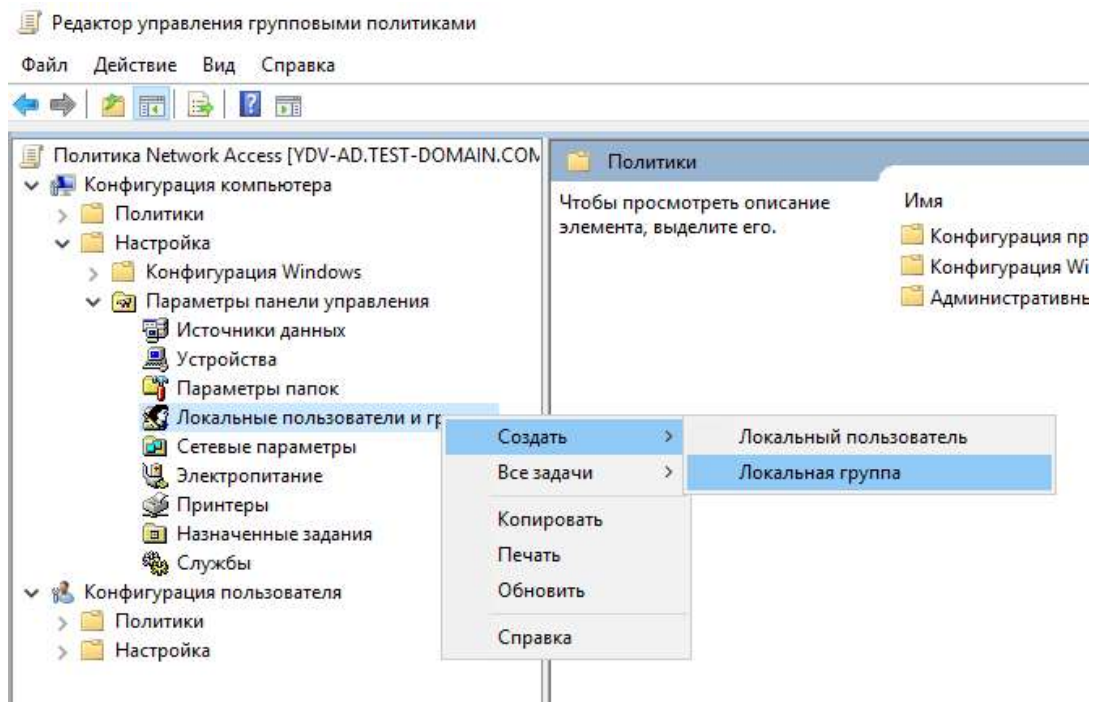 Редактор управления групповыми политиками
Файл Действие Вид Справка
Политика Network Access [YDV-AD.TEST-DOMAIN.COM
Конфигурация компьютера
Политики
Настройка
Конфигурация Windows
Параметры панели управления
Источники данных
Устройства
Параметры папок
Локальные пользователи и гр
Сетевые параметры
Электропитание
Принтеры
Назначенные задания
Службы
Конфигурация пользователя
Политики
Настройка
Политики
Чтобы просмотреть описание
элемента, выделите его.
Имя
Конфигурация пр
Конфигурация Wi
Административны
Создать
Все задачи
Копировать
Печать
Обновить
Справка
Локальный пользователь
Локальная группа